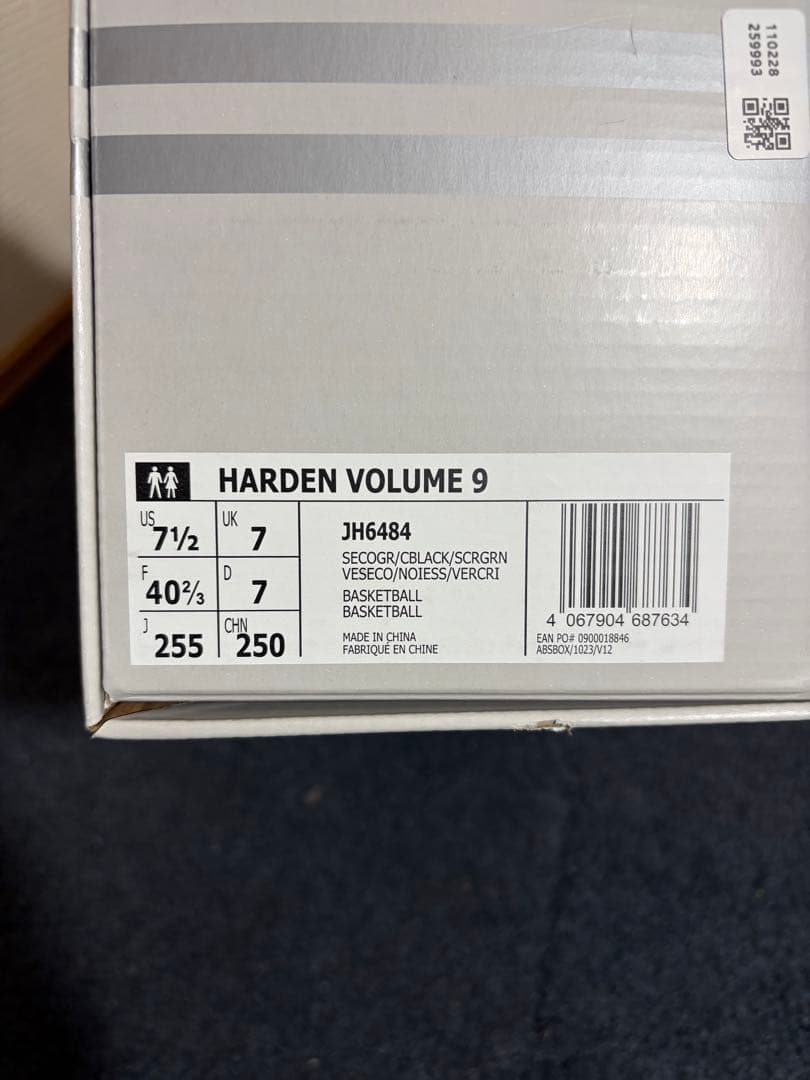 110228
259993
HARDEN VOLUME 9
US 7½
UK 7
F 40⅔
D 7
J 255
CHN 250
JH6484
SECOGR/CBLACK/SCRGRN
VESECO/NOIESS/VERCRI
BASKETBALL
BASKETBALL
MADE IN CHINA
FABRIQUÉ EN CHINE
4 067904 687634
EAN PO# 0900018846
ABSBOX/1023/V12